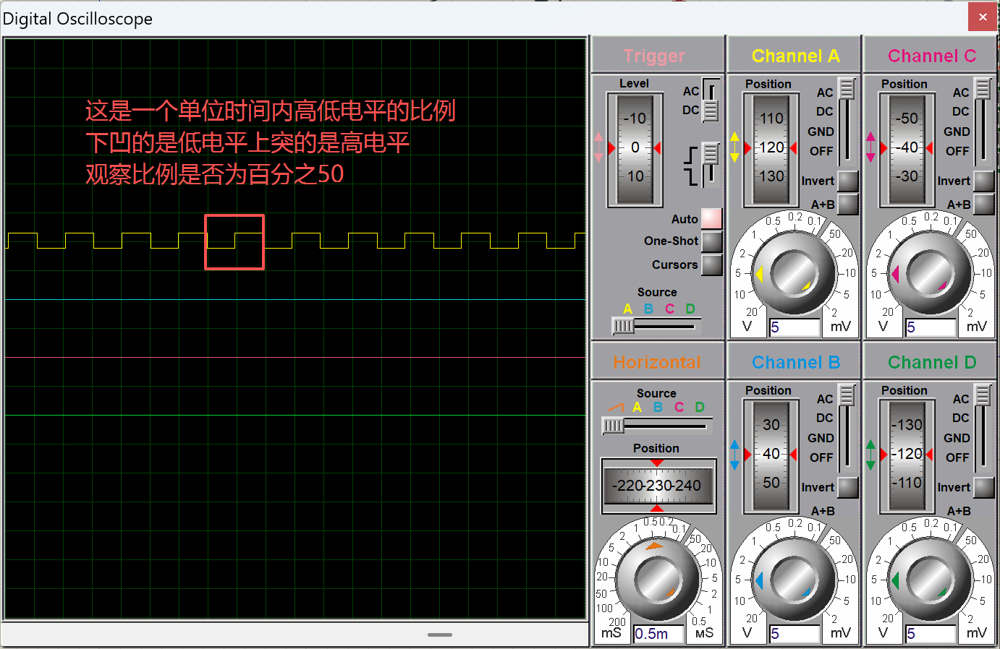 Digital Oscilloscope
这是一个单位时间内高低电平的比例
下凹的是低电平上突的是高电平
观察比例是否为百分之50
Trigger
Level
AC
DC
-10
0
10
Auto
One-Shot
Cursors
Source
A B C D
Channel A
Position
AC
DC
GND
OFF
110
120
130
Invert
A+B
20
10
5
2
1
0.5
0.2
0.1
50
20
10
5
2
V
5
mV
Channel C
Position
AC
DC
GND
OFF
-50
-40
-30
Invert
A+B
20
10
5
2
1
0.5
0.2
0.1
50
20
10
5
2
V
5
mV
Horizontal
Source
A B C D
Position
-220-230-240
200
100
50
20
10
5
2
1
0.5
0.2
0.1
50
20
10
5
2
1
0.5
mS
0.5m
µS
Channel B
Position
AC
DC
GND
OFF
30
40
50
Invert
A+B
20
10
5
2
1
0.5
0.2
0.1
50
20
10
5
2
V
5
mV
Channel D
Position
AC
DC
GND
OFF
-130
-120
-110
Invert
A+B
20
10
5
2
1
0.5
0.2
0.1
50
20
10
5
2
V
5
mV